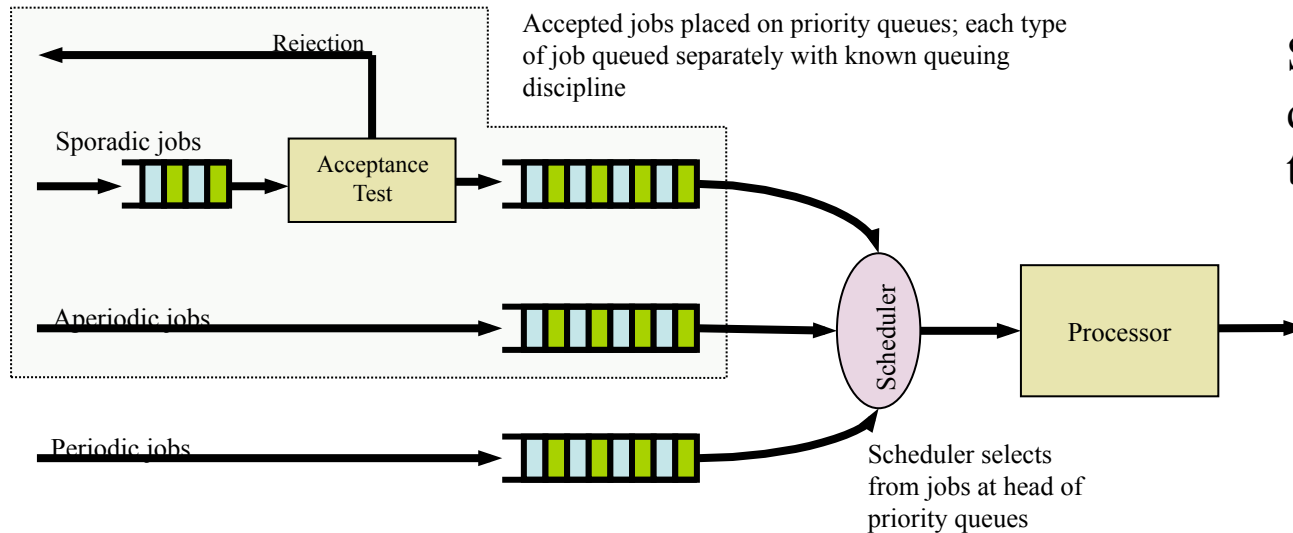 Accepted jobs placed on priority queues; each type
of job queued separately with known queuing
discipline
Rejection
Sporadic jobs
Acceptance
Test
Aperiodic jobs
Scheduler
Processor
Periodic jobs
Scheduler selects
from jobs at head of
priority queues